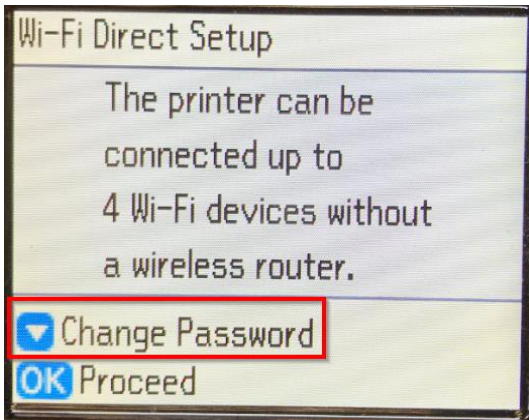 Wi-Fi Direct Setup
The printer can be
connected up to
4 Wi-Fi devices without
a wireless router.
Change Password
OK Proceed